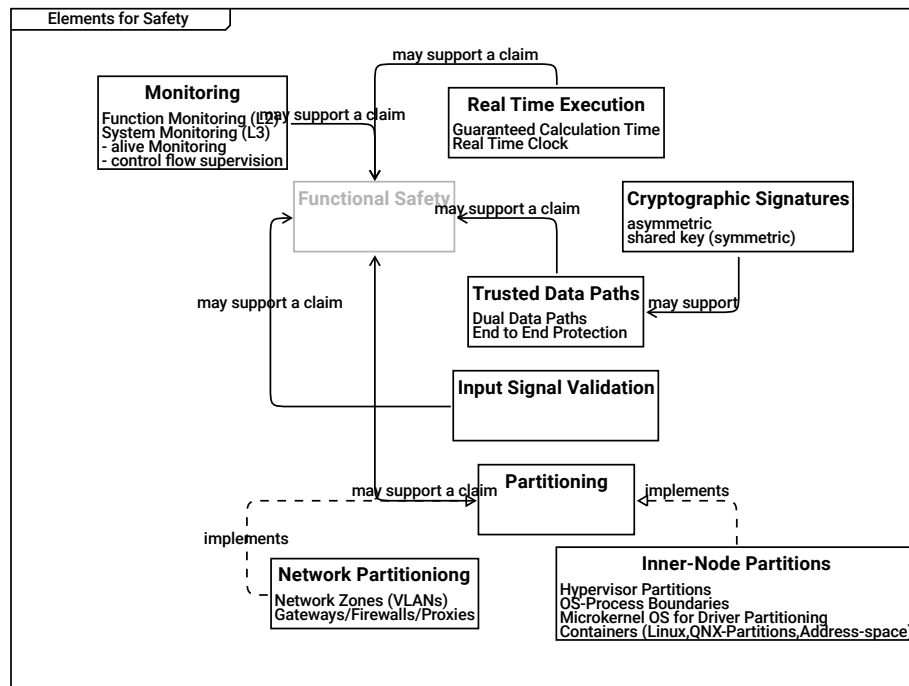 Elements for Safety
may support a claim
Monitoring
Function Monitoring (L2)
System Monitoring (L3)
- alive Monitoring
- control flow supervision
may support a claim
Real Time Execution
Guaranteed Calculation Time
Real Time Clock
Functional Safety
may support a claim
Cryptographic Signatures
asymmetric
shared key (symmetric)
may support a claim
Trusted Data Paths
Dual Data Paths
End to End Protection
may support
Input Signal Validation
may support a claim
Partitioning
implements
implements
Network Partitioniong
Network Zones (VLANs)
Gateways/Firewalls/Proxies
Inner-Node Partitions
Hypervisor Partitions
OS-Process Boundaries
Microkernel OS for Driver Partitioning
Containers (Linux,QNX-Partitions,Address-space)